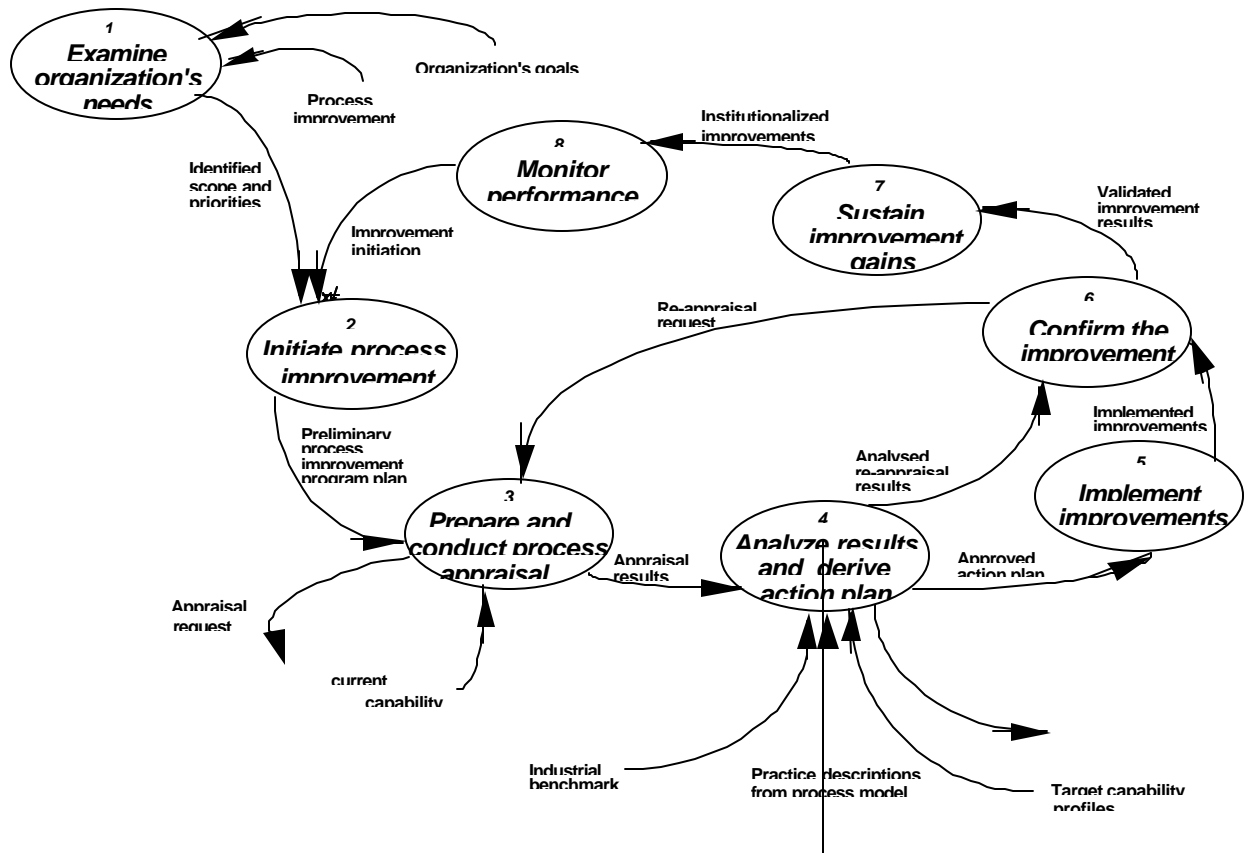 1
Examine
organization's
needs
Organization's goals
Process
improvement
Identified
scope and
priorities
8
Monitor
performance
Institutionalized
improvements
7
Sustain
improvement
gains
Validated
improvement
results
Improvement
initiation
2
Initiate process
improvement
Re-appraisal
request
6
Confirm the
improvement
Preliminary
process
improvement
program plan
Implemented
improvements
Analysed
re-appraisal
results
5
Implement
improvements
3
Prepare and
conduct process
appraisal
Appraisal
results
4
Analyze results
and derive
action plan
Approved
action plan
Appraisal
request
current
capability
Industrial
benchmark
Practice descriptions
from process model
Target capability
profiles